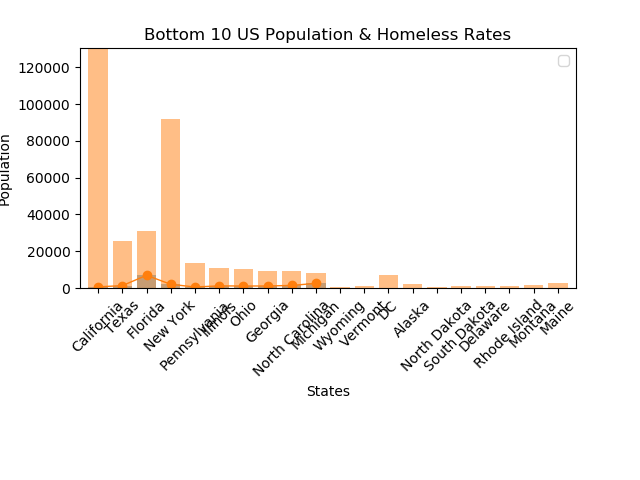 Bottom 10 US Population & Homeless Rates
120000
100000
80000
60000
40000
20000
0
Population
California
Texas
Florida
New York
Pennsylvania
Illinois
Ohio
Georgia
North Carolina
Michigan
Wyoming
Vermont
DC
Alaska
North Dakota
South Dakota
Delaware
Rhode Island
Montana
Maine
States